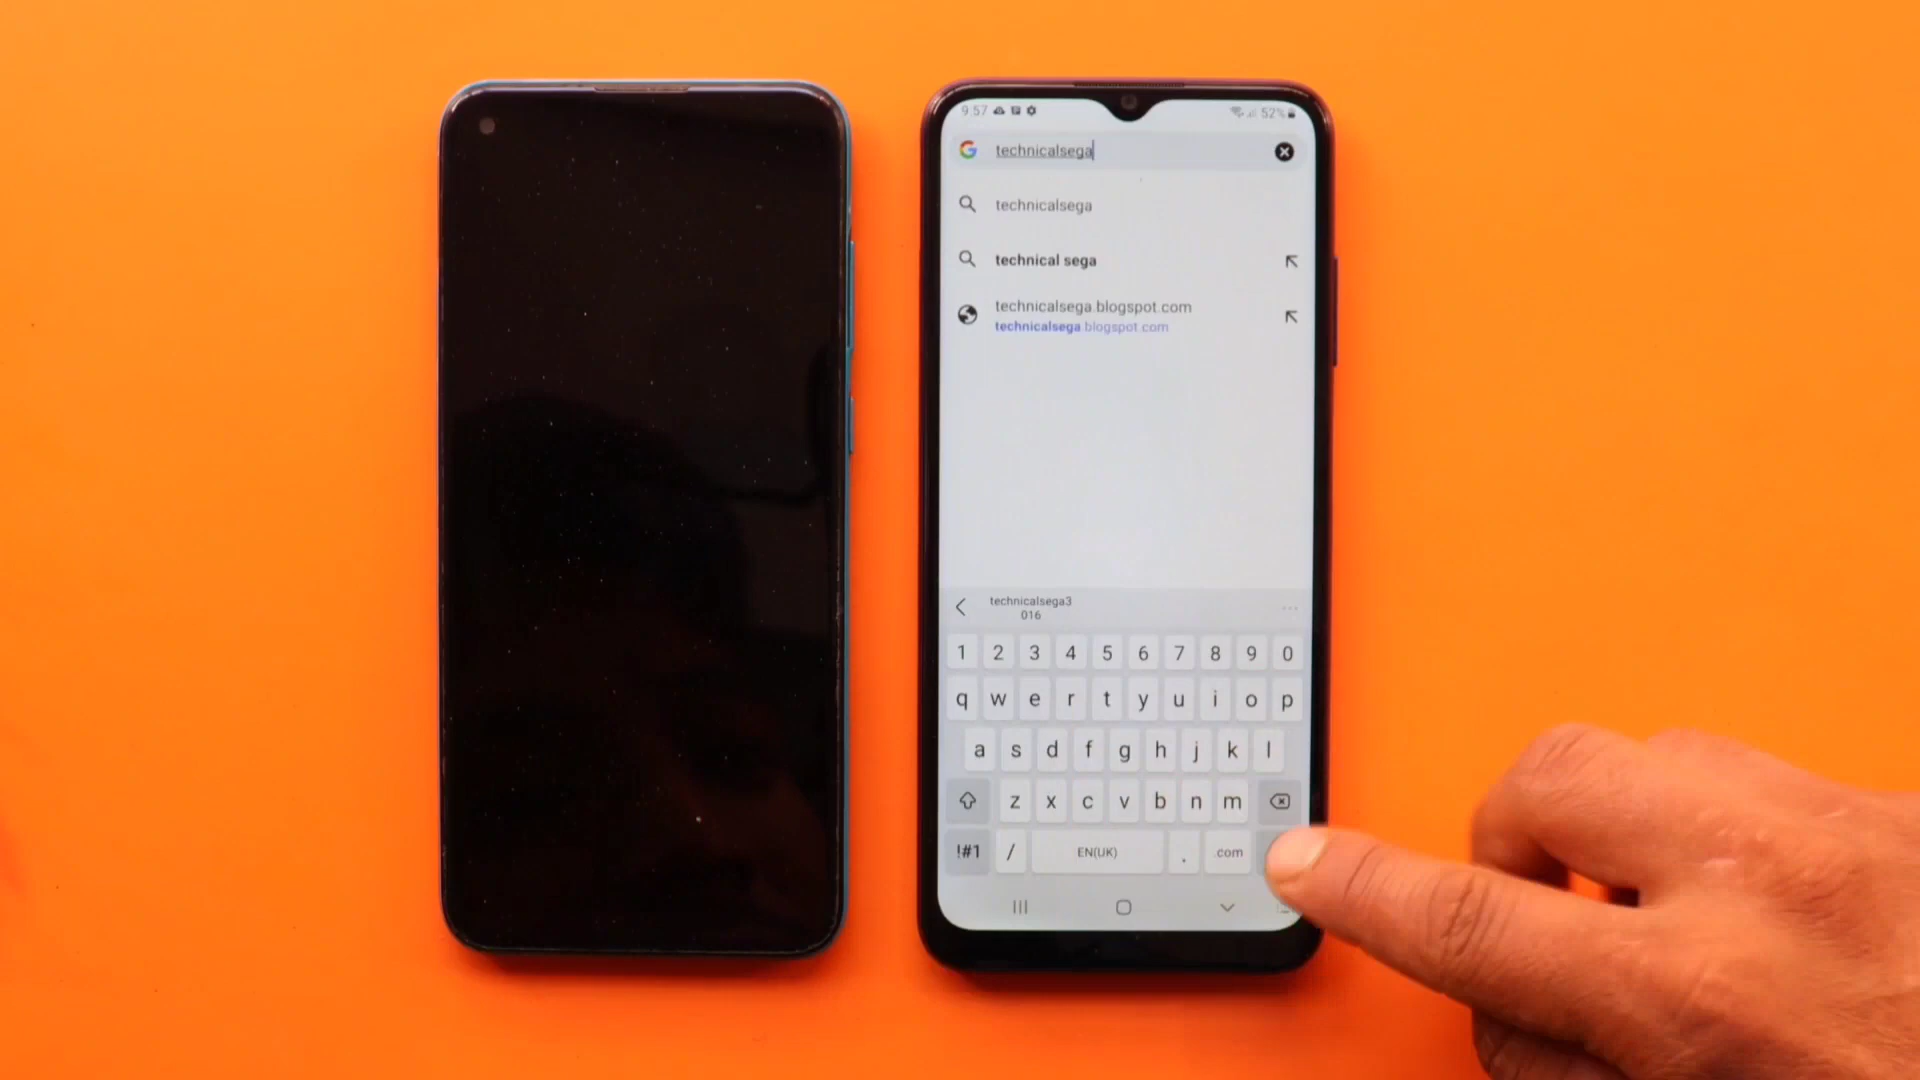 9:57
52%
technicalsega
technicalsega
technical sega
technicalsega.blogspot.com
technicalsega.blogspot.com
technicalsega3
016
1 2 3 4 5 6 7 8 9 0
q w e r t y u i o p
a s d f g h j k l
z x c v b n m
!#1 / EN(UK) . .com